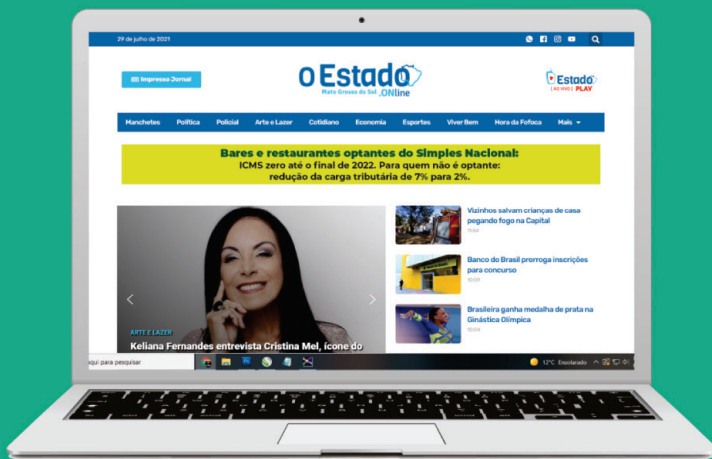 29 de julho de 2021
Impresso Jornal
O Estado
Mato Grosso do Sul .ONline
Estado
[AO VIVO] PLAY
Manchetes Política Policial Arte e Lazer Cotidiano Economia Esportes Viver Bem Hora da Fofoca Mais
Bares e restaurantes optantes do Simples Nacional:
ICMS zero até o final de 2022. Para quem não é optante:
redução da carga tributária de 7% para 2%.
Vizinhos salvam crianças de casa
pegando fogo na Capital
Banco do Brasil prorroga inscrições
para concurso
Brasileira ganha medalha de prata na
Ginástica Olímpica
ARTE E LAZER
Keliana Fernandes entrevista Cristina Mel, ícone do
aqui para pesquisar
12°C Ensolarado